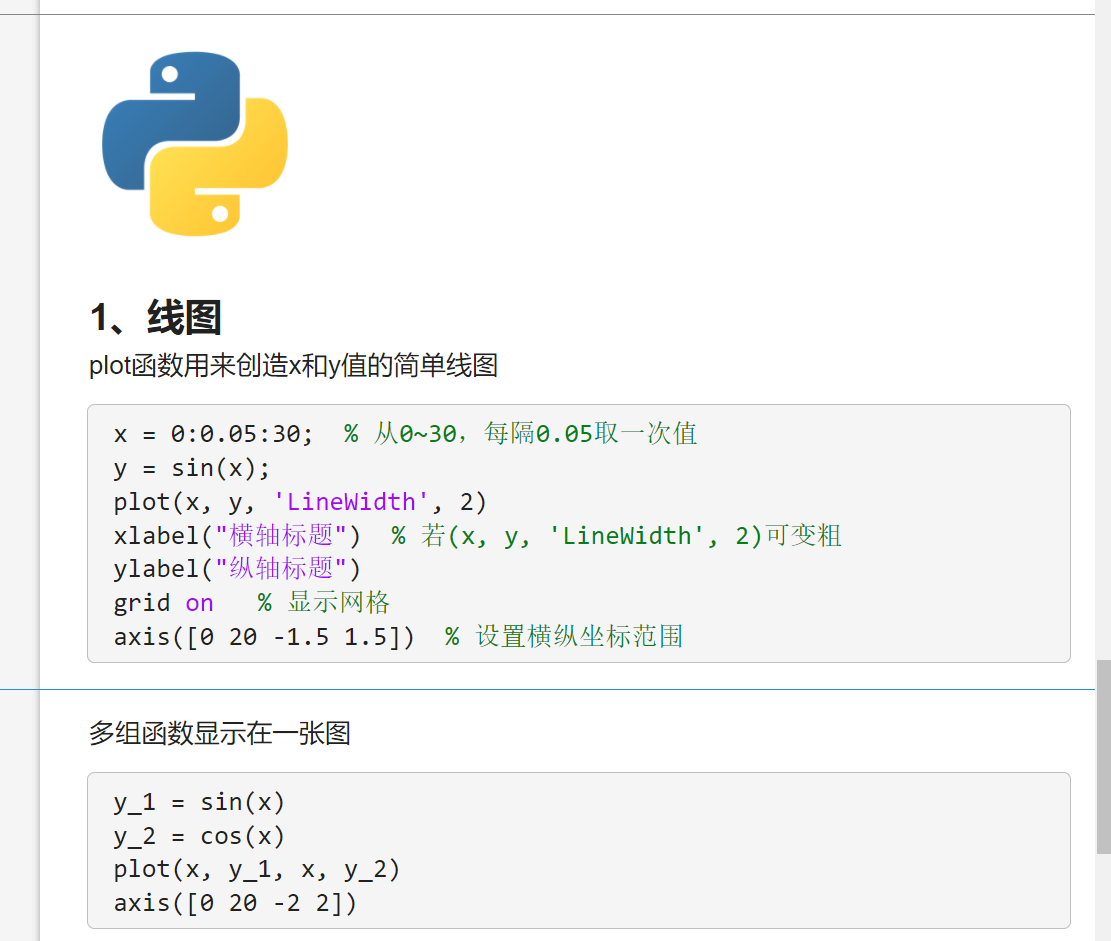 1、线图
plot函数用来创造x和y值的简单线图
x = 0:0.05:30;  % 从0~30，每隔0.05取一次值
y = sin(x);
plot(x, y, 'LineWidth', 2)
xlabel("横轴标题")  % 若(x, y, 'LineWidth', 2)可变粗
ylabel("纵轴标题")
grid on   % 显示网格
axis([0 20 -1.5 1.5])  % 设置横纵坐标范围
多组函数显示在一张图
y_1 = sin(x)
y_2 = cos(x)
plot(x, y_1, x, y_2)
axis([0 20 -2 2])